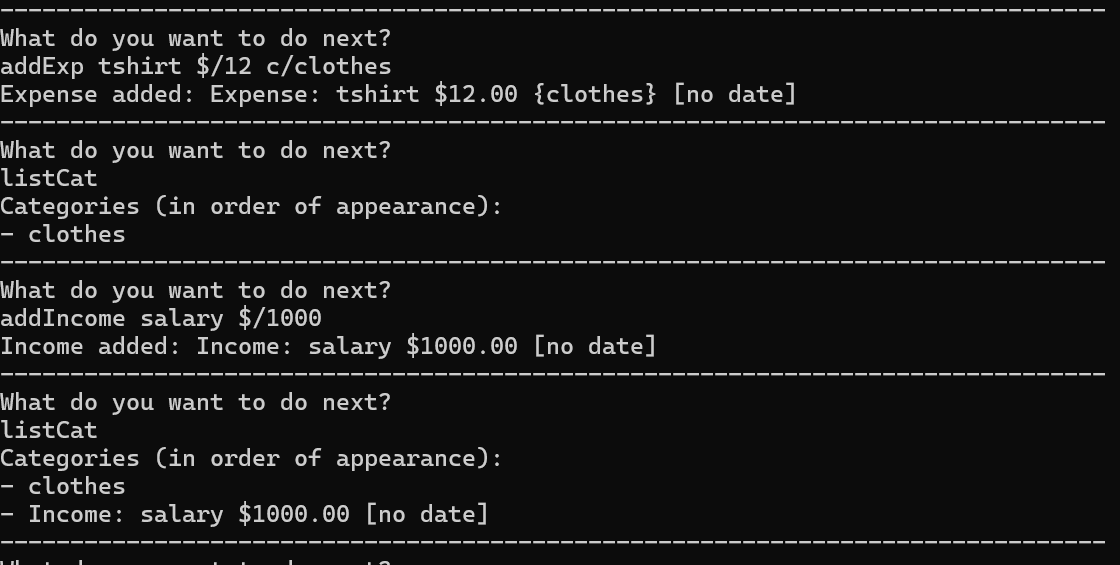 --------------------------------------------------------------------------------
What do you want to do next?
addExp tshirt $/12 c/clothes
Expense added: Expense: tshirt $12.00 {clothes} [no date]
--------------------------------------------------------------------------------
What do you want to do next?
listCat
Categories (in order of appearance):
- clothes
--------------------------------------------------------------------------------
What do you want to do next?
addIncome salary $/1000
Income added: Income: salary $1000.00 [no date]
--------------------------------------------------------------------------------
What do you want to do next?
listCat
Categories (in order of appearance):
- clothes
- Income: salary $1000.00 [no date]
--------------------------------------------------------------------------------